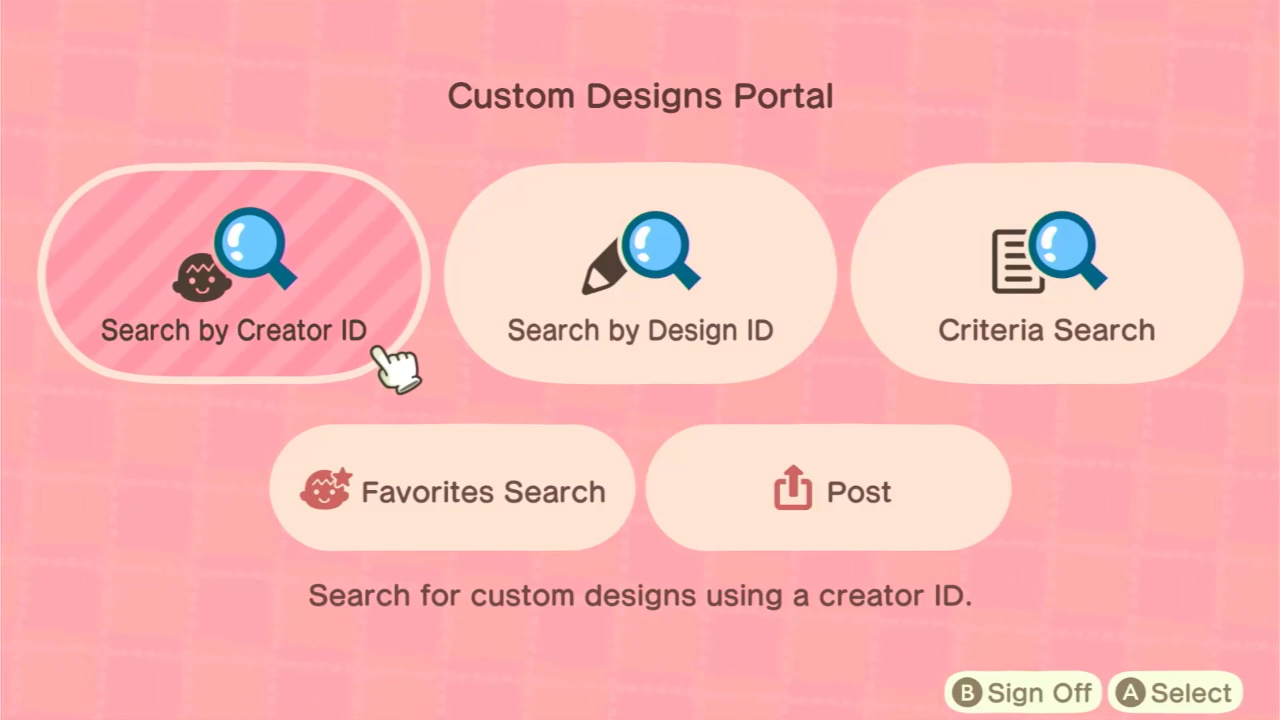 Custom Designs Portal
Search by Creator ID
Search by Design ID
Criteria Search
Favorites Search
Post
Search for custom designs using a creator ID.
B Sign Off A Select